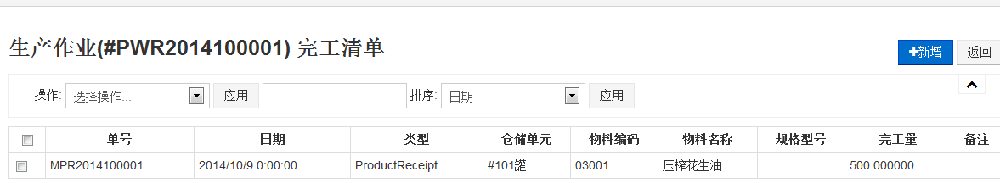 生产作业(#PWR2014100001) 完工清单
新增 返回
操作: 选择操作... 应用 排序: 日期 应用
单号 日期 类型 仓储单元 物料编码 物料名称 规格型号 完工量 备注
MPR2014100001 2014/10/9 0:00:00 ProductReceipt #101罐 03001 压榨花生油 500.000000